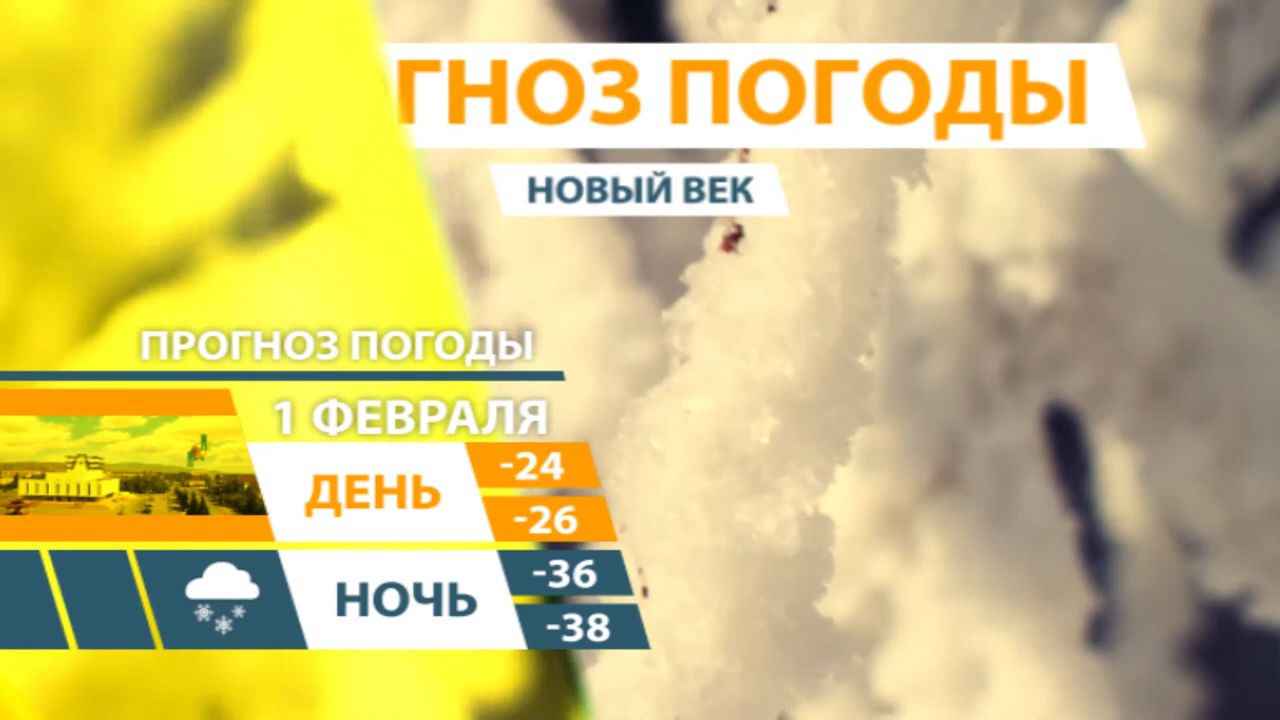 ГНОЗ ПОГОДЫ
НОВЫЙ ВЕК
ПРОГНОЗ ПОГОДЫ
1 ФЕВРАЛЯ
ДЕНЬ
-24
-26
НОЧЬ
-36
-38